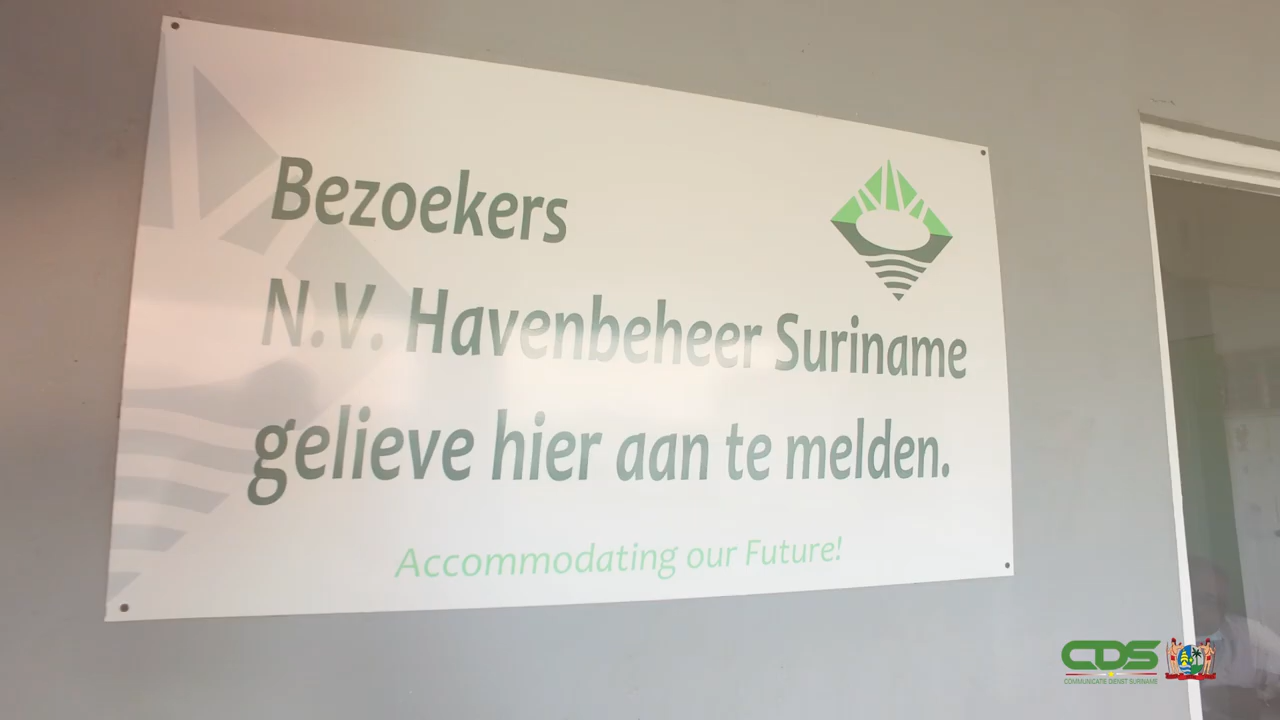 Bezoekers
N.V. Havenbeheer Suriname
gelieve hier aan te melden.
Accommodating our Future!
CDS
COMMUNICATIE DIENST SURINAME